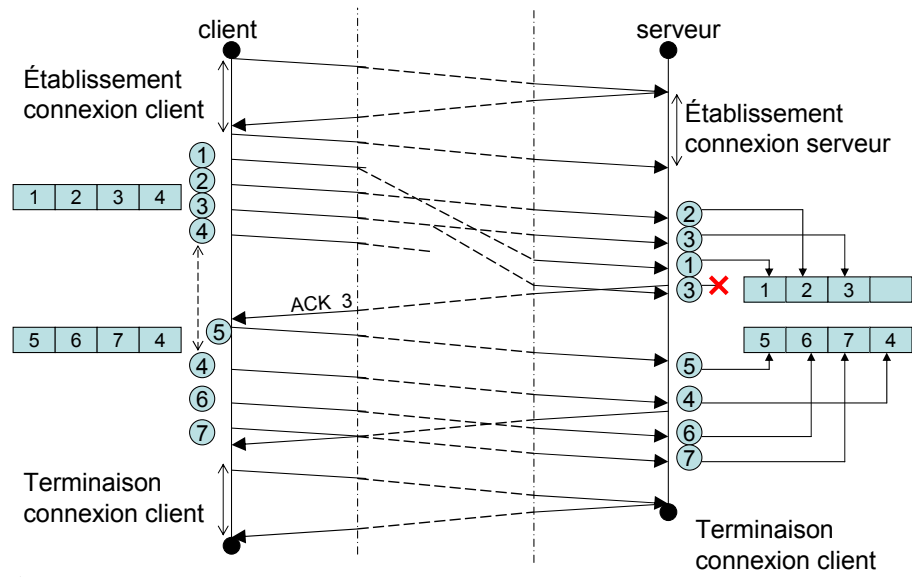 client
serveur
Établissement
connexion client
Établissement
connexion serveur
1
2
3
4
1 2 3 4
2
3
1
3
1 2 3
ACK 3
5
5 6 7 4
5 6 7 4
4
5
6
4
7
6
7
Terminaison
connexion client
Terminaison
connexion client